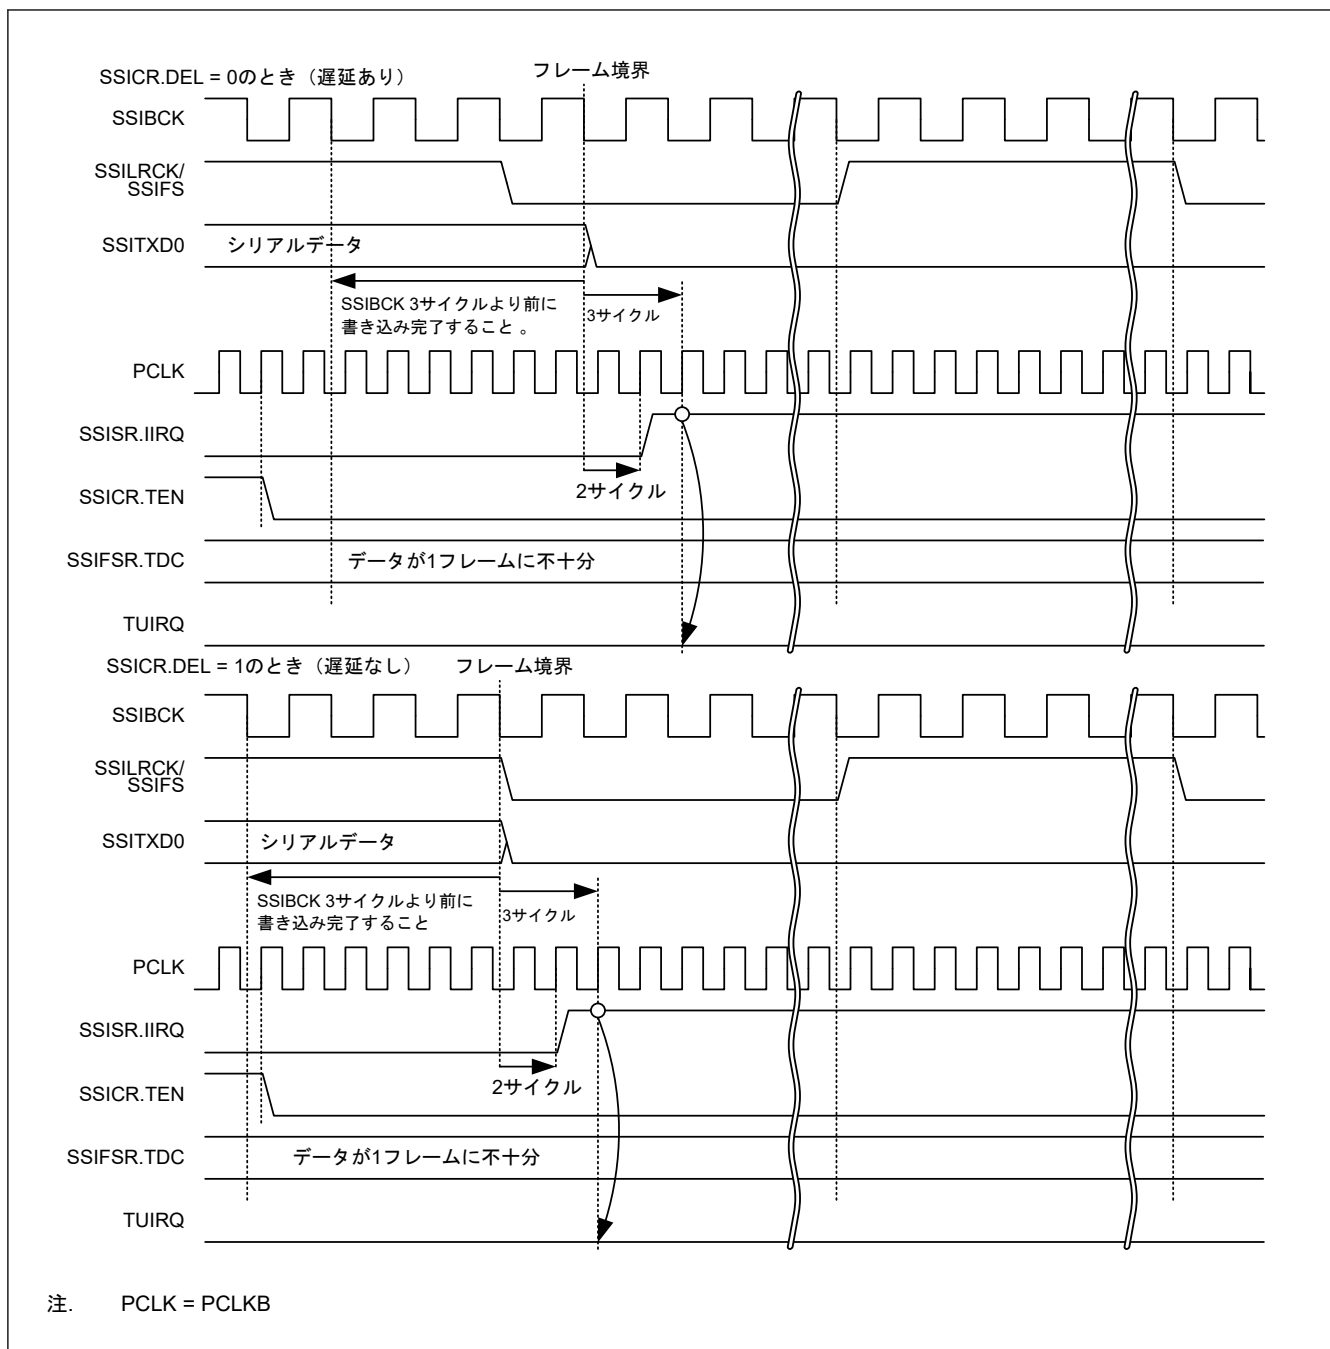 SSICR.DEL = 0のとき（遅延あり）
フレーム境界
SSIBCK
SSILRCK/
SSIFS
SSITXD0
シリアルデータ
SSIBCK 3サイクルより前に
書き込み完了すること 。
3サイクル
PCLK
SSISR.IIRQ
2サイクル
SSICR.TEN
SSIFSR.TDC
データが1フレームに不十分
TUIRQ
SSICR.DEL = 1のとき（遅延なし）
フレーム境界
SSIBCK
SSILRCK/
SSIFS
SSITXD0
シリアルデータ
SSIBCK 3サイクルより前に
書き込み完了すること
3サイクル
PCLK
SSISR.IIRQ
2サイクル
SSICR.TEN
SSIFSR.TDC
データが1フレームに不十分
TUIRQ
注. PCLK = PCLKB